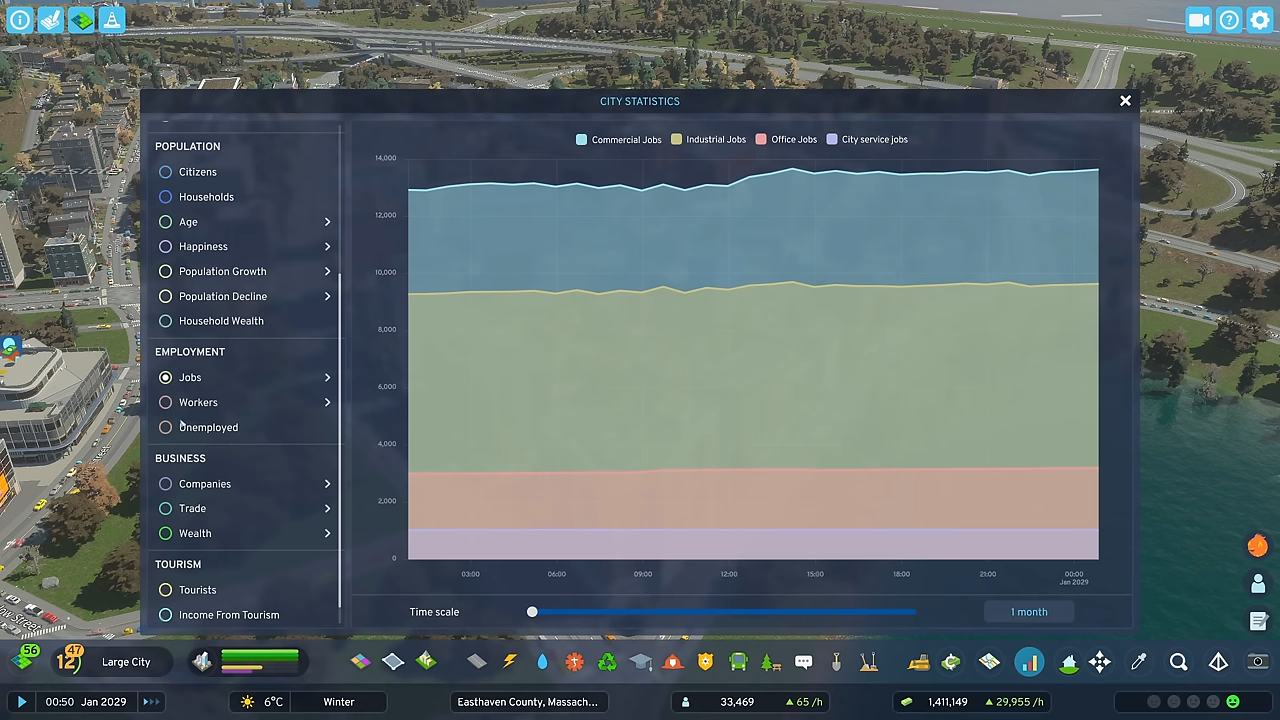 CITY STATISTICS
POPULATION
Citizens
Households
Age
Happiness
Population Growth
Population Decline
Household Wealth
EMPLOYMENT
Jobs
Workers
Unemployed
BUSINESS
Companies
Trade
Wealth
TOURISM
Tourists
Income From Tourism
Commercial Jobs Industrial Jobs Office Jobs City service jobs
14,000
12,000
10,000
8,000
6,000
4,000
2,000
0
03:00 06:00 09:00 12:00 15:00 18:00 21:00 00:00
Jan 2029
Time scale 1 month
56
47
12 Large City
00:50 Jan 2029 6°C Winter Easthaven County, Massach... 33,469 65 /h 1,411,149 29,955 /h